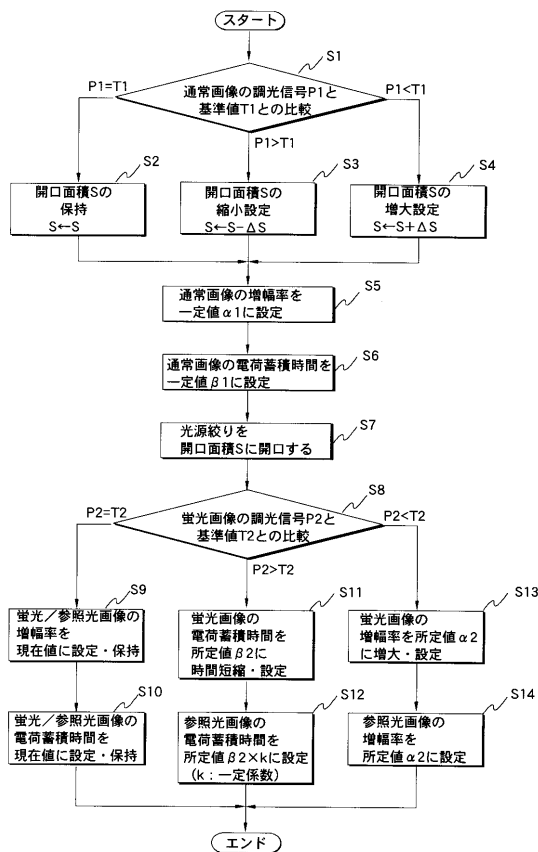 スタート
S1
通常画像の調光信号P1と
基準値T1との比較
P1=T1
P1<T1
P1>T1
S2
開口面積Sの
保持
S←S
S3
開口面積Sの
縮小設定
S←S-ΔS
S4
開口面積Sの
増大設定
S←S+ΔS
S5
通常画像の増幅率を
一定値α1に設定
S6
通常画像の電荷蓄積時間を
一定値β1に設定
S7
光源絞りを
開口面積Sに開口する
S8
蛍光画像の調光信号P2と
基準値T2との比較
P2=T2
P2<T2
P2>T2
S9
蛍光/参照光画像の
増幅率を
現在値に設定・保持
S10
蛍光/参照光画像の
電荷蓄積時間を
現在値に設定・保持
S11
蛍光画像の
電荷蓄積時間を
所定値β2に
時間短縮・設定
S12
参照光画像の
電荷蓄積時間を
所定値β2×kに設定
(k:一定係数)
S13
蛍光画像の
増幅率を所定値α2
に増大・設定
S14
参照光画像の
増幅率を
所定値α2に設定
エンド